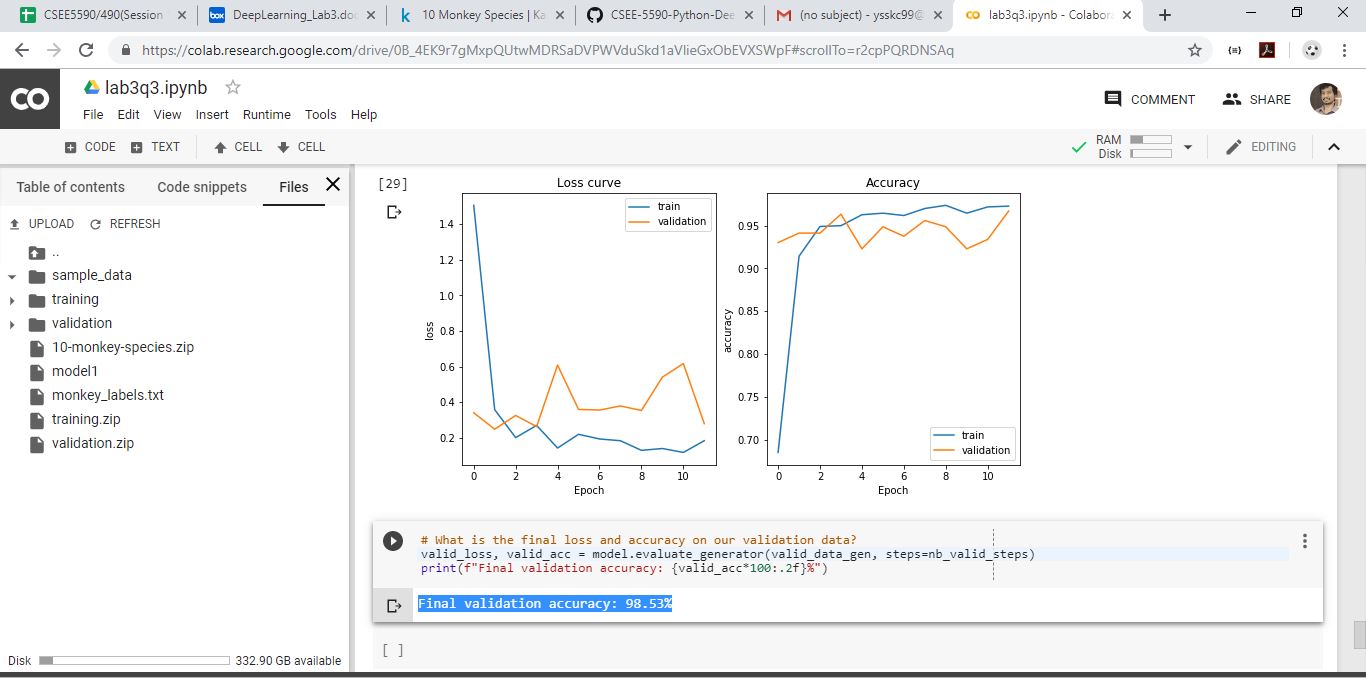 CSEE5590/490(Session
DeepLearning_Lab3.doc
10 Monkey Species | Ka
CSEE-5590-Python-Dee
(no subject) - ysskc99@
lab3q3.ipynb - Colabora
https://colab.research.google.com/drive/0B_4EK9r7gMxpQUtwMDRSaDVPWVduSkd1aVlieGxObEVXSWpF#scrollTo=r2cpPQRDNSAq
lab3q3.ipynb
COMMENT SHARE
File Edit View Insert Runtime Tools Help
CODE TEXT CELL CELL
RAM
Disk
EDITING
Table of contents Code snippets Files
UPLOAD REFRESH
..
sample_data
training
validation
10-monkey-species.zip
model1
monkey_labels.txt
training.zip
validation.zip
Disk 332.90 GB available
[29]
Loss curve
train
validation
1.4
1.2
1.0
0.8
0.6
0.4
0.2
loss
0 2 4 6 8 10
Epoch
Accuracy
0.95
0.90
0.85
0.80
0.75
0.70
accuracy
train
validation
0 2 4 6 8 10
Epoch
# What is the final loss and accuracy on our validation data?
valid_loss, valid_acc = model.evaluate_generator(valid_data_gen, steps=nb_valid_steps)
print(f"Final validation accuracy: {valid_acc*100:.2f}%")
Final validation accuracy: 98.53%
[ ]